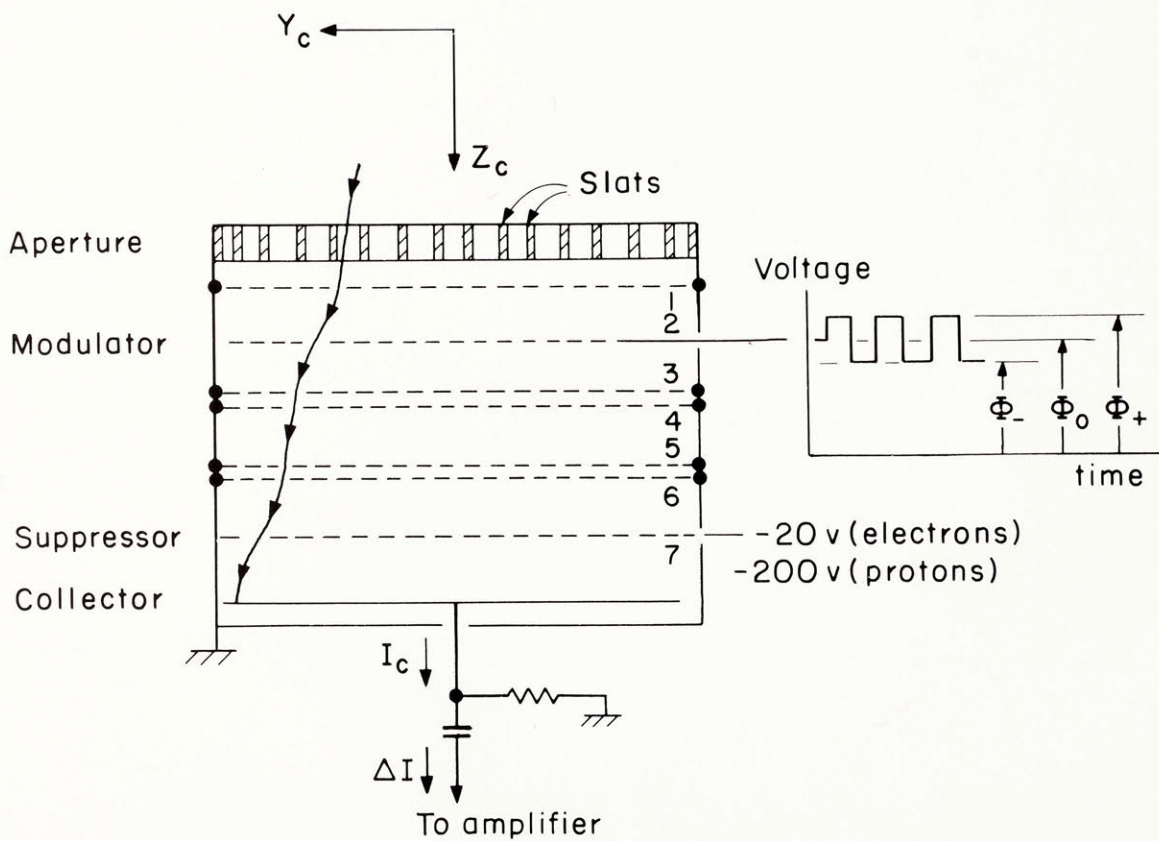 Y_c
Z_c
Slats
Aperture
Modulator
Suppressor
Collector
1
2
3
4
5
6
7
Voltage
Φ_-
Φ_o
Φ_+
time
-20 v (electrons)
-200 v (protons)
I_c
ΔI
To amplifier